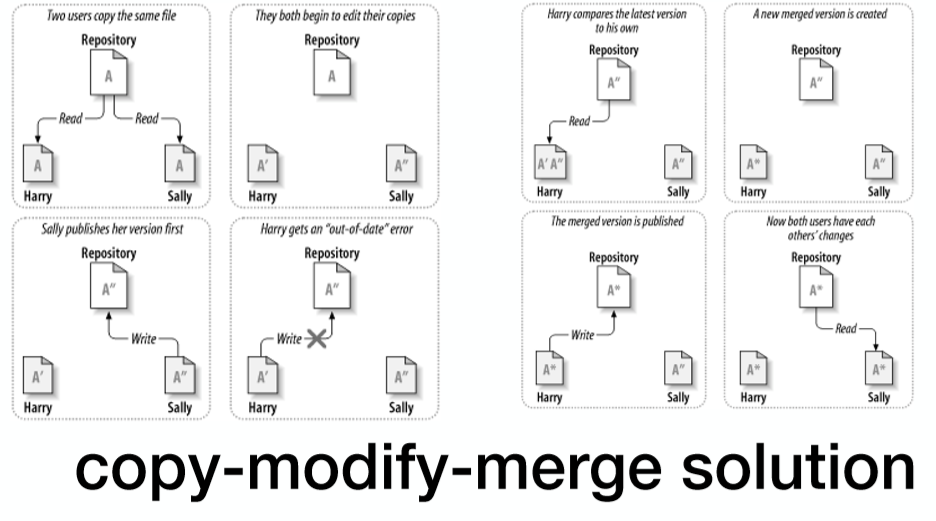 Two users copy the same file
Repository
A
Read
Read
A
A
Harry
Sally
They both begin to edit their copies
Repository
A
A′
A″
Harry
Sally
Sally publishes her version first
Repository
A″
Write
A′
A″
Harry
Sally
Harry gets an “out-of-date” error
Repository
A″
Write
A′
A″
Harry
Sally
Harry compares the latest version
to his own
Repository
A″
Read
A′ A″
A″
Harry
Sally
A new merged version is created
Repository
A″
A*
A″
Harry
Sally
The merged version is published
Repository
A*
Write
A*
A″
Harry
Sally
Now both users have each
others’ changes
Repository
A*
Read
A*
A*
Harry
Sally
copy-modify-merge solution